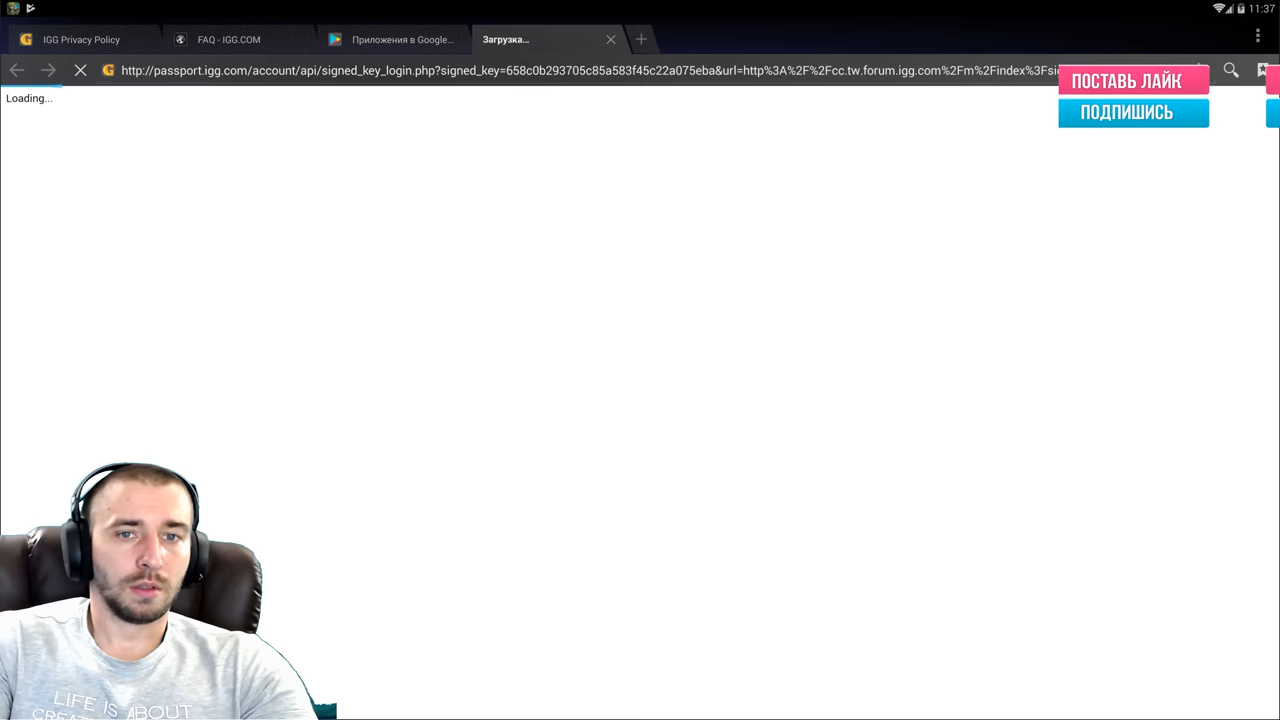 11:37
IGG Privacy Policy
FAQ - IGG.COM
Приложения в Google...
Загрузка...
http://passport.igg.com/account/api/signed_key_login.php?signed_key=658c0b293705c85a583f45c22a075eba&url=http%3A%2F%2Fcc.tw.forum.igg.com%2Fm%2Findex%3Fsi
ПОСТАВЬ ЛАЙК
ПОДПИШИСЬ
Loading...
LIFE IS ABOUT